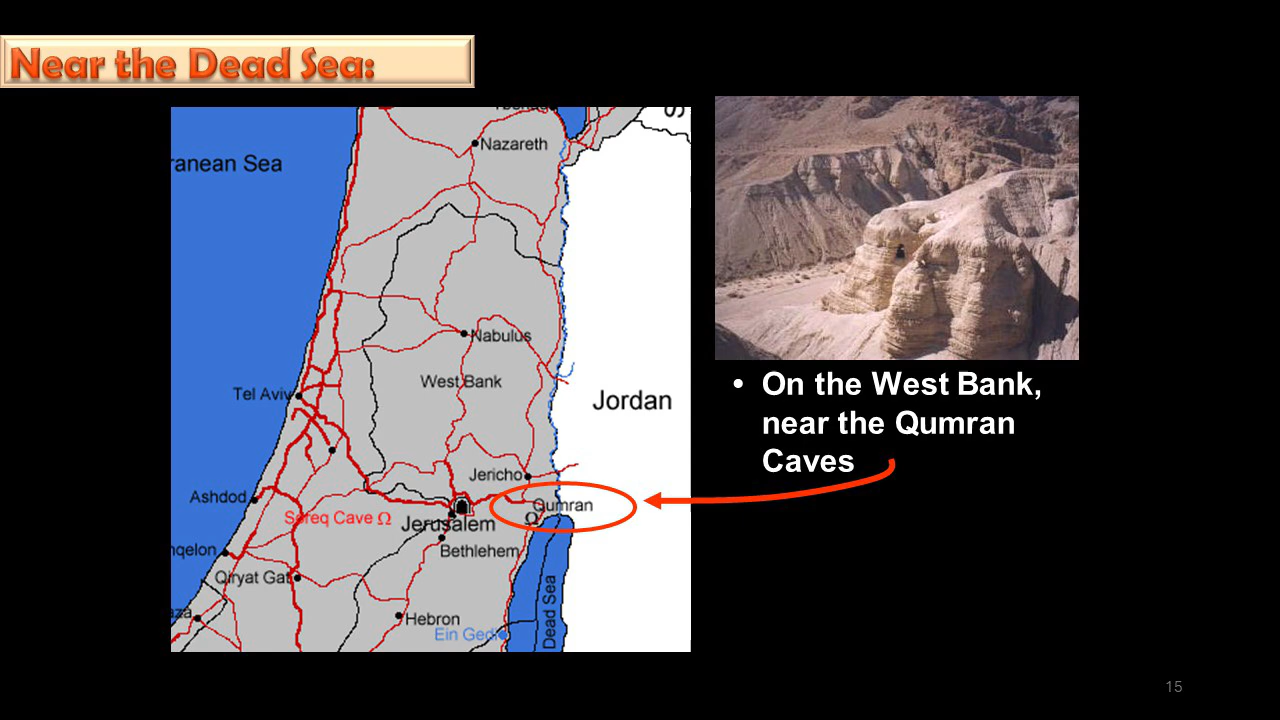 Near the Dead Sea:
Nazareth
ranean Sea
Nabulus
West Bank
Tel Aviv
Jordan
Jericho
Ashdod
Qumran
Soreq Cave Ω
Ω
Jerusalem
nqelon
Bethlehem
Qiryat Gat
Dead Sea
aza
Hebron
Ein Gedi
• On the West Bank,
near the Qumran
Caves
15